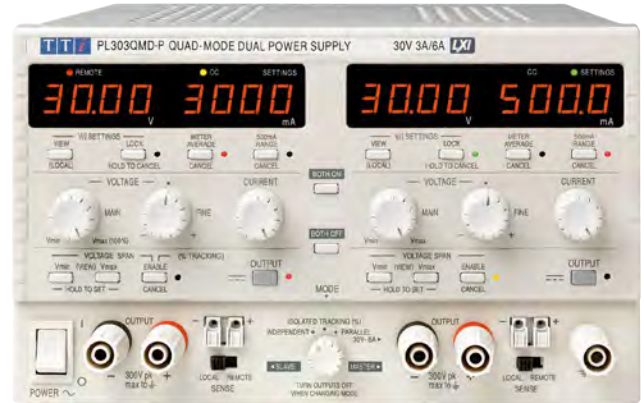 TTi PL303QMD-P QUAD-MODE DUAL POWER SUPPLY 30V 3A/6A LXI
REMOTE CC SETTINGS
30.00 V 3000 mA
CC SETTINGS
30.00 V 500.0 mA
V/I SETTINGS METER 500mA
VIEW LOCK AVERAGE RANGE
(LOCAL) HOLD TO CANCEL CANCEL CANCEL
V/I SETTINGS METER 500mA
VIEW LOCK AVERAGE RANGE
(LOCAL) HOLD TO CANCEL CANCEL CANCEL
BOTH ON
VOLTAGE CURRENT
MAIN FINE
Vmin Vmax (100%)
VOLTAGE CURRENT
MAIN FINE
Vmin Vmax
BOTH OFF
VOLTAGE SPAN (% TRACKING)
Vmin (VIEW) Vmax ENABLE OUTPUT
HOLD TO SET CANCEL
MODE
VOLTAGE SPAN
Vmin (VIEW) Vmax ENABLE OUTPUT
HOLD TO SET CANCEL
I
O
POWER
OUTPUT
- 300V pk max to +
- +
LOCAL REMOTE
SENSE
ISOLATED TRACKING (%)
INDEPENDENT PARALLEL
30V-6A
SLAVE MASTER
TURN OUTPUTS OFF
WHEN CHANGING MODE
OUTPUT
- 300V pk max to +
- +
LOCAL REMOTE
SENSE